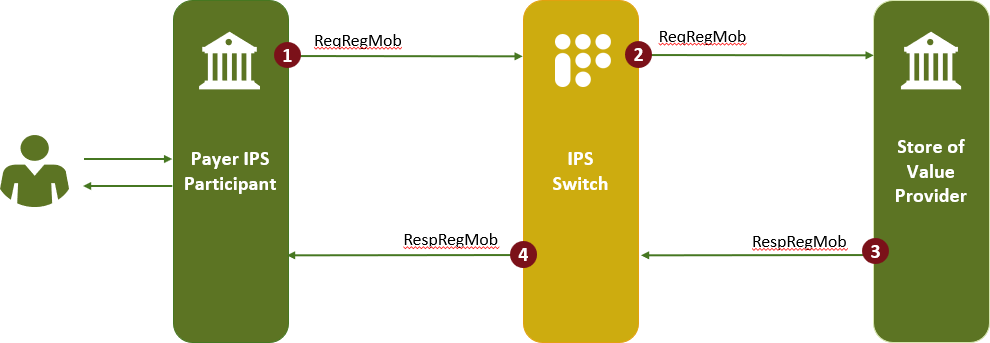 1
ReqRegMob
2
ReqRegMob
Payer IPS
Participant
IPS
Switch
Store of
Value
Provider
RespRegMob
4
RespRegMob
3